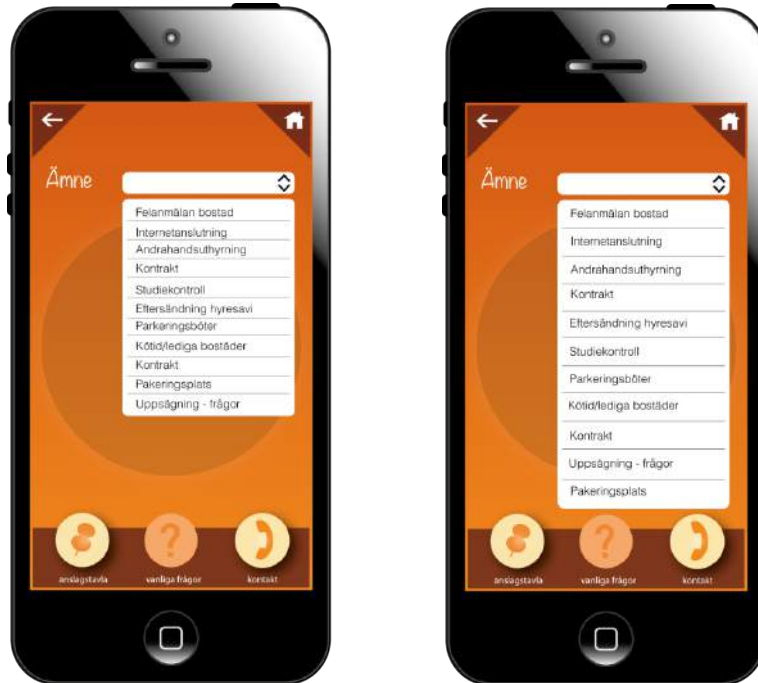 Ämne
Felanmälan bostad
Internetanslutning
Andrahandsuthyrning
Kontrakt
Studiekontroll
Eftersändning hyresavi
Parkeringsböter
Kötid/lediga bostäder
Kontrakt
Pakeringsplats
Uppsägning - frågor
anslagstavla
vanliga frågor
kontakt
Ämne
Felanmälan bostad
Internetanslutning
Andrahandsuthyrning
Kontrakt
Eftersändning hyresavi
Studiekontroll
Parkeringsböter
Kötid/lediga bostäder
Kontrakt
Uppsägning - frågor
Pakeringsplats
anslagstavla
vanliga frågor
kontakt